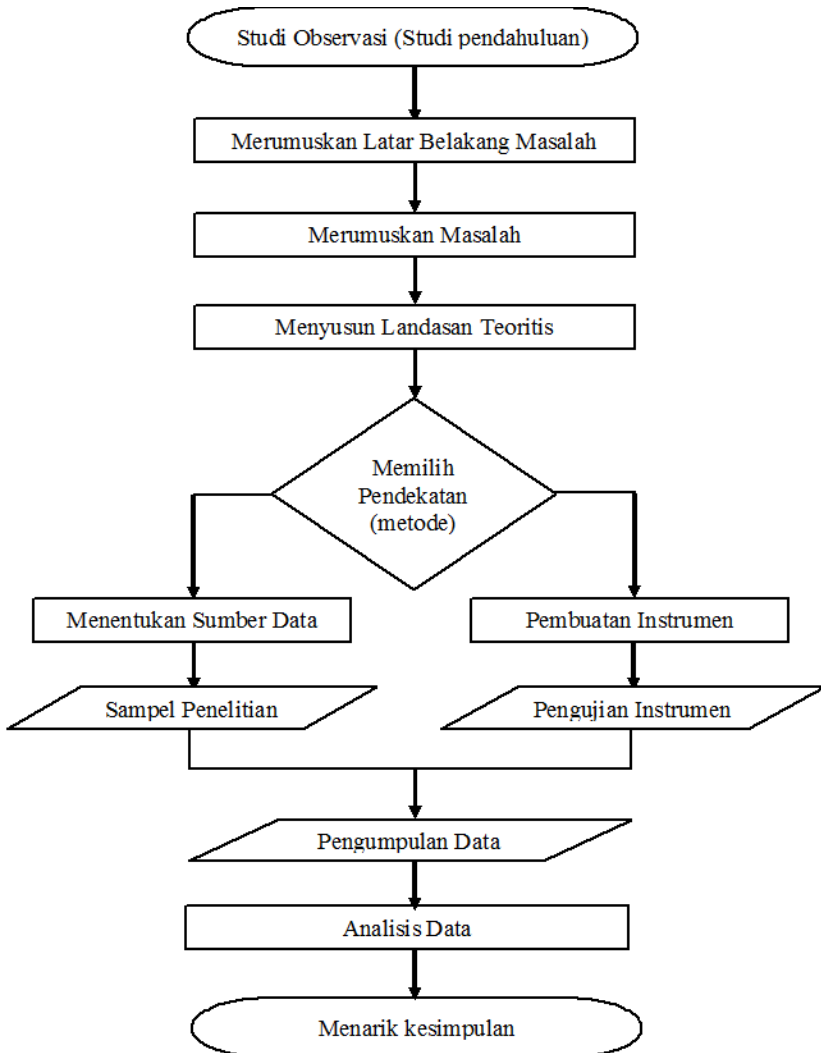 Studi Observasi (Studi pendahuluan)
Merumuskan Latar Belakang Masalah
Merumuskan Masalah
Menyusun Landasan Teoritis
Memilih
Pendekatan
(metode)
Menentukan Sumber Data
Pembuatan Instrumen
Sampel Penelitian
Pengujian Instrumen
Pengumpulan Data
Analisis Data
Menarik kesimpulan